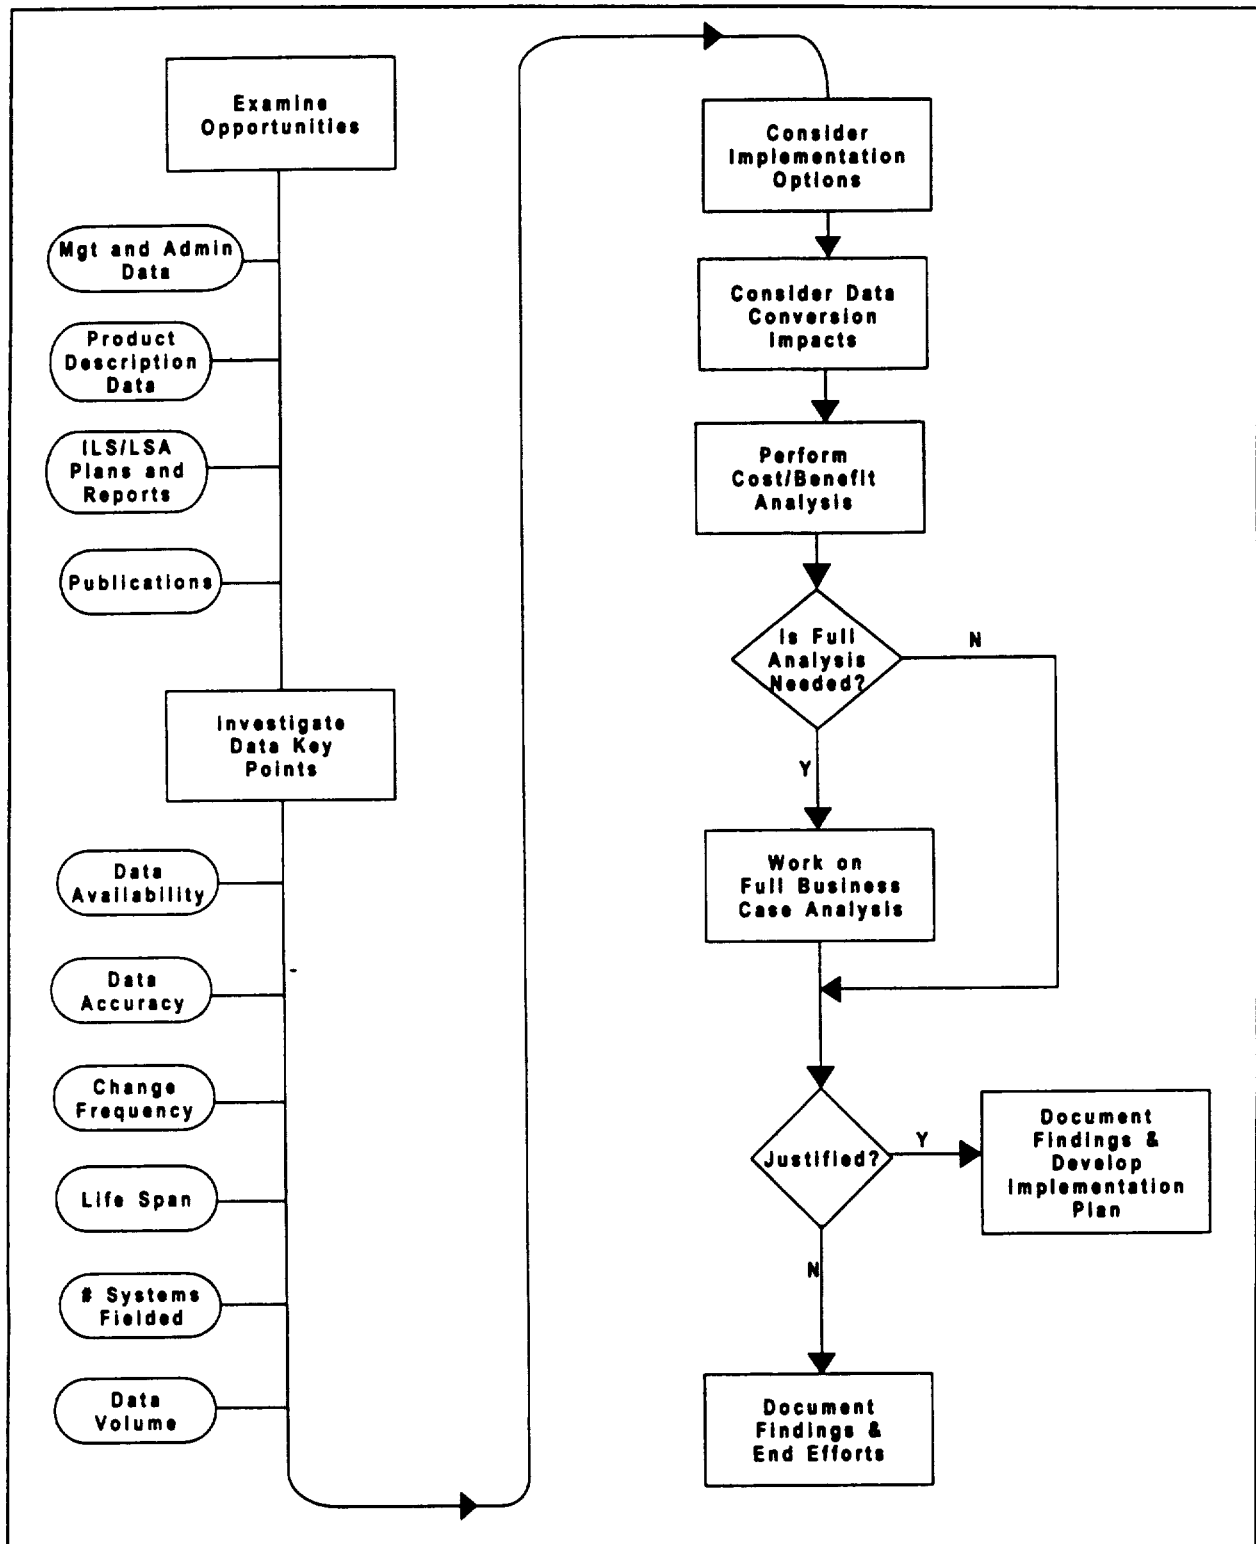 Examine
Opportunities
Mgt and Admin
Data
Product
Description
Data
ILS/LSA
Plans and
Reports
Publications
Investigate
Data Key
Points
Data
Availability
Data
Accuracy
Change
Frequency
Life Span
# Systems
Fielded
Data
Volume
Consider
Implementation
Options
Consider Data
Conversion
Impacts
Perform
Cost/Benefit
Analysis
Is Full
Analysis
Needed?
N
Y
Work on
Full Business
Case Analysis
Justified?
Y
Document
Findings &
Develop
Implementation
Plan
N
Document
Findings &
End Efforts